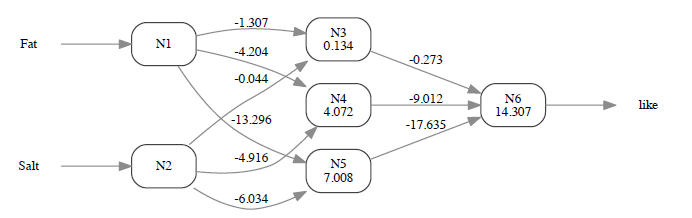 Fat
N1
-1.307
-4.204
-0.044
-13.296
N3
0.134
-0.273
N4
4.072
-9.012
N6
14.307
like
-17.635
Salt
N2
-4.916
-6.034
N5
7.008